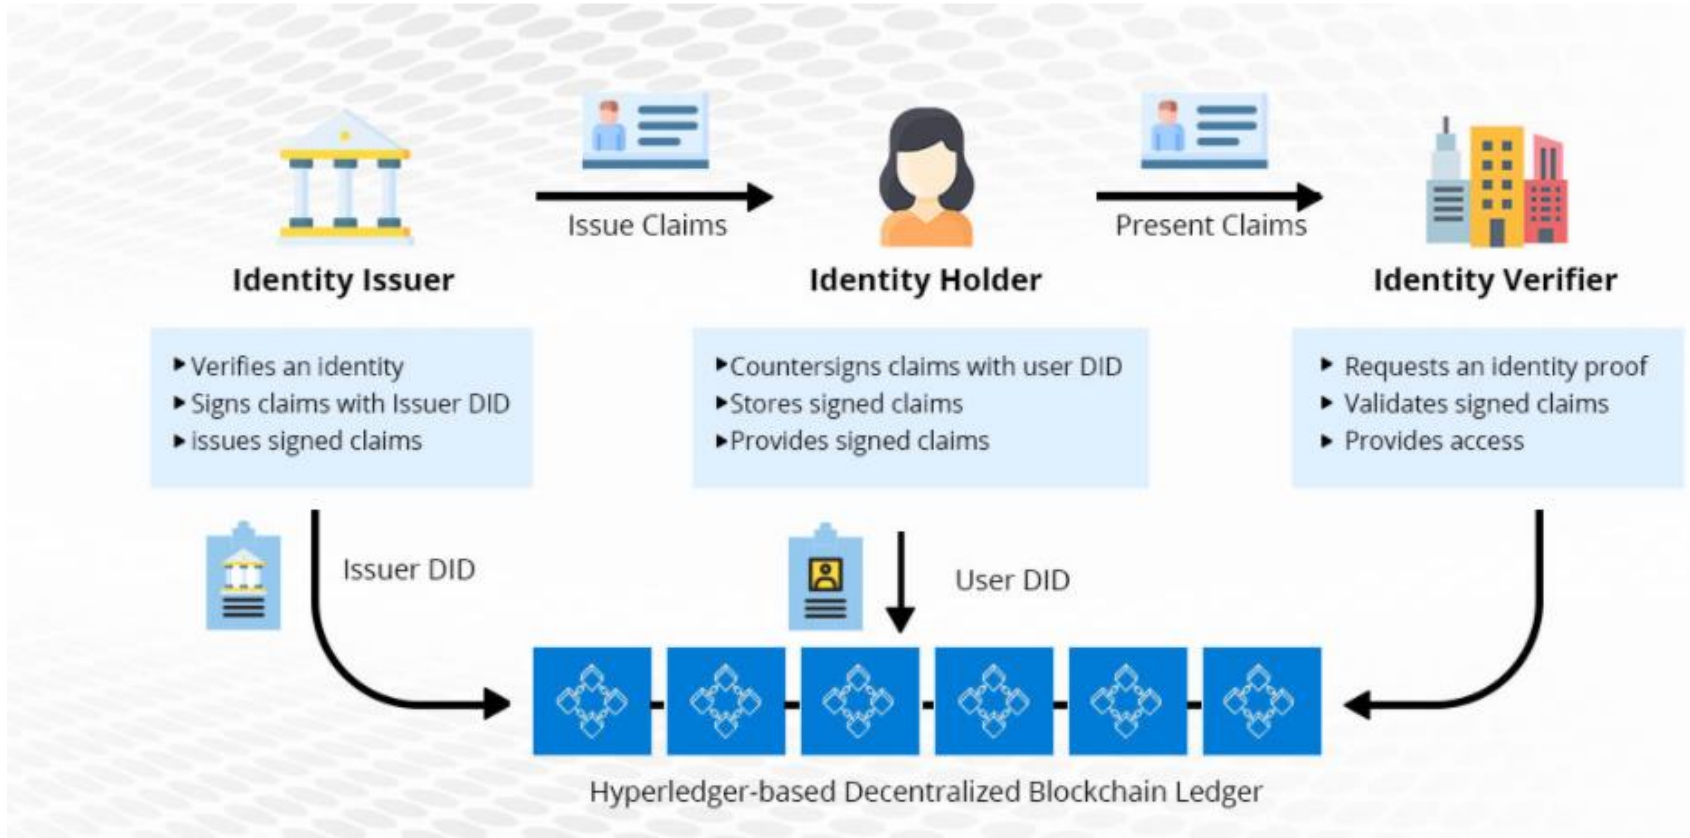 Issue Claims
Present Claims
Identity Issuer
Identity Holder
Identity Verifier
Verifies an identity
Signs claims with Issuer DID
issues signed claims
Countersigns claims with user DID
Stores signed claims
Provides signed claims
Requests an identity proof
Validates signed claims
Provides access
Issuer DID
User DID
Hyperledger-based Decentralized Blockchain Ledger